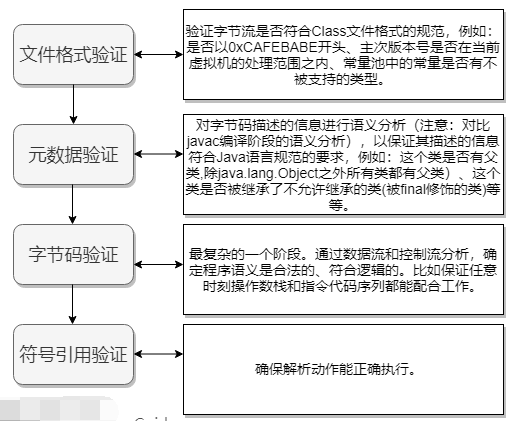 文件格式验证
验证字节流是否符合Class文件格式的规范，例如：
是否以0xCAFEBABE开头、主次版本号是否在当前
虚拟机的处理范围之内、常量池中的常量是否有不
被支持的类型。
元数据验证
对字节码描述的信息进行语义分析（注意：对比
javac编译阶段的语义分析），以保证其描述的信息
符合Java语言规范的要求，例如：这个类是否有父
类,除java.lang.Object之外所有类都有父类）、这个
类是否被继承了不允许继承的类(被final修饰的类)等
等。
字节码验证
最复杂的一个阶段。通过数据流和控制流分析，确
定程序语义是合法的、符合逻辑的。比如保证任意
时刻操作数栈和指令代码序列都能配合工作。
符号引用验证
确保解析动作能正确执行。